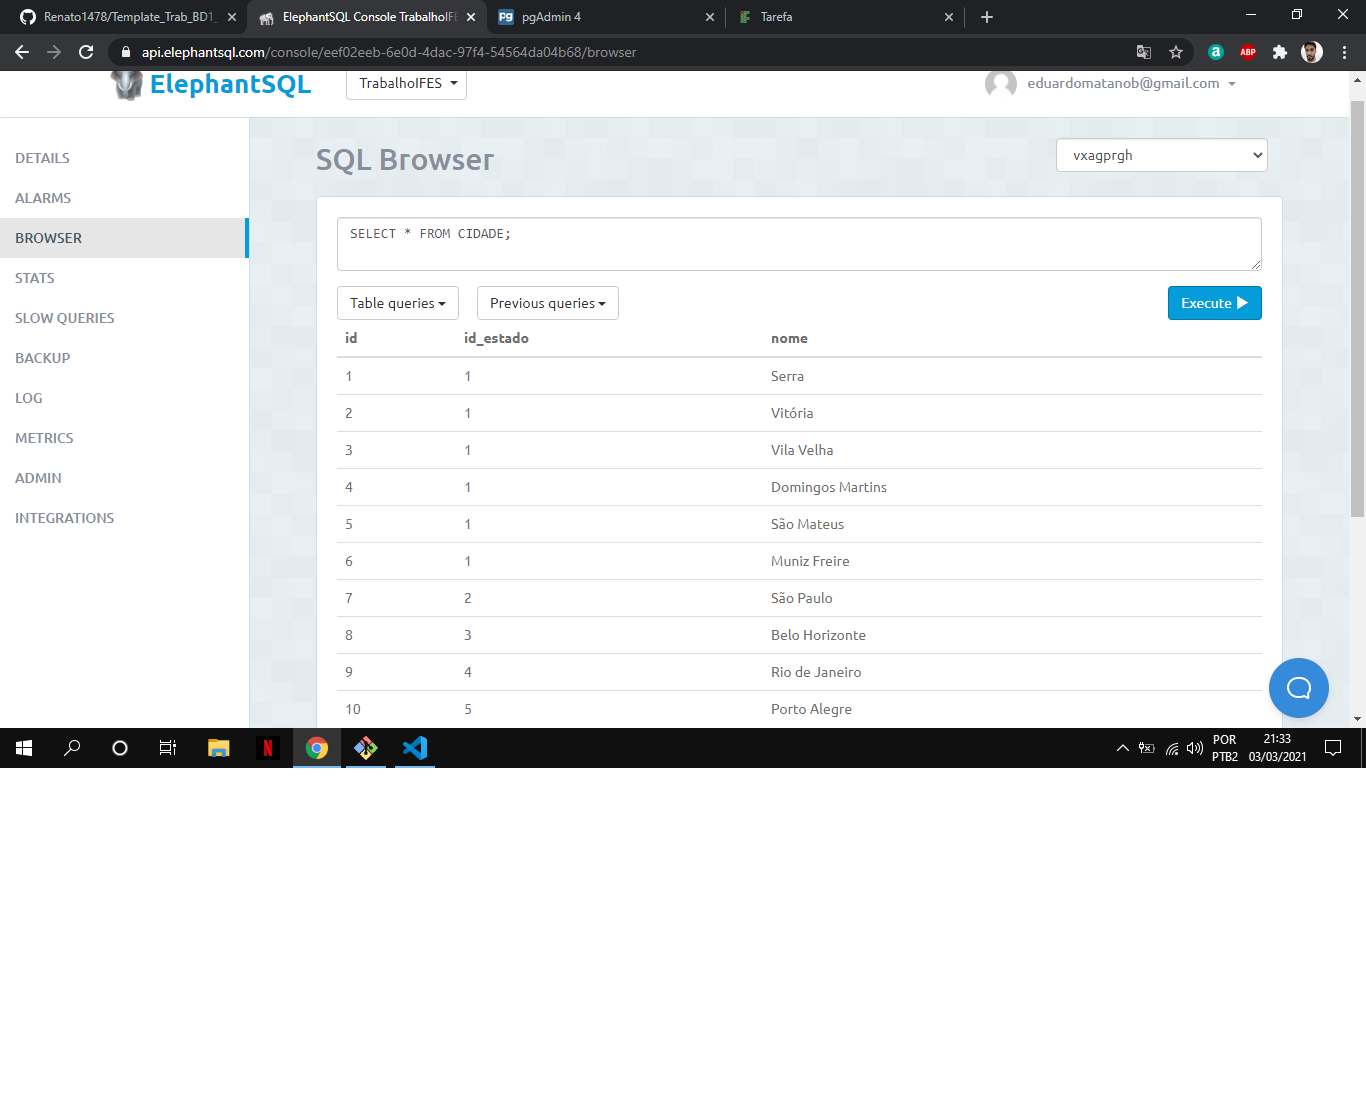 Renato1478/Template_Trab_BD1_
ElephantSQL Console TrabalhoIFE
pgAdmin 4
Tarefa
api.elephantsql.com/console/eef02eeb-6e0d-4dac-97f4-54564da04b68/browser
ElephantSQL
TrabalhoIFES
eduardomatanob@gmail.com
DETAILS
ALARMS
BROWSER
STATS
SLOW QUERIES
BACKUP
LOG
METRICS
ADMIN
INTEGRATIONS
SQL Browser
vxagprgh
SELECT * FROM CIDADE;
Table queries
Previous queries
Execute
id id_estado nome
1 1 Serra
2 1 Vitória
3 1 Vila Velha
4 1 Domingos Martins
5 1 São Mateus
6 1 Muniz Freire
7 2 São Paulo
8 3 Belo Horizonte
9 4 Rio de Janeiro
10 5 Porto Alegre
POR
PTB2
21:33
03/03/2021